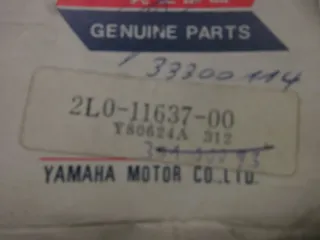 GENUINE PARTS
33300114
2L0-11637-00
Y80624A 312
YAMAHA MOTOR CO.,LTD.